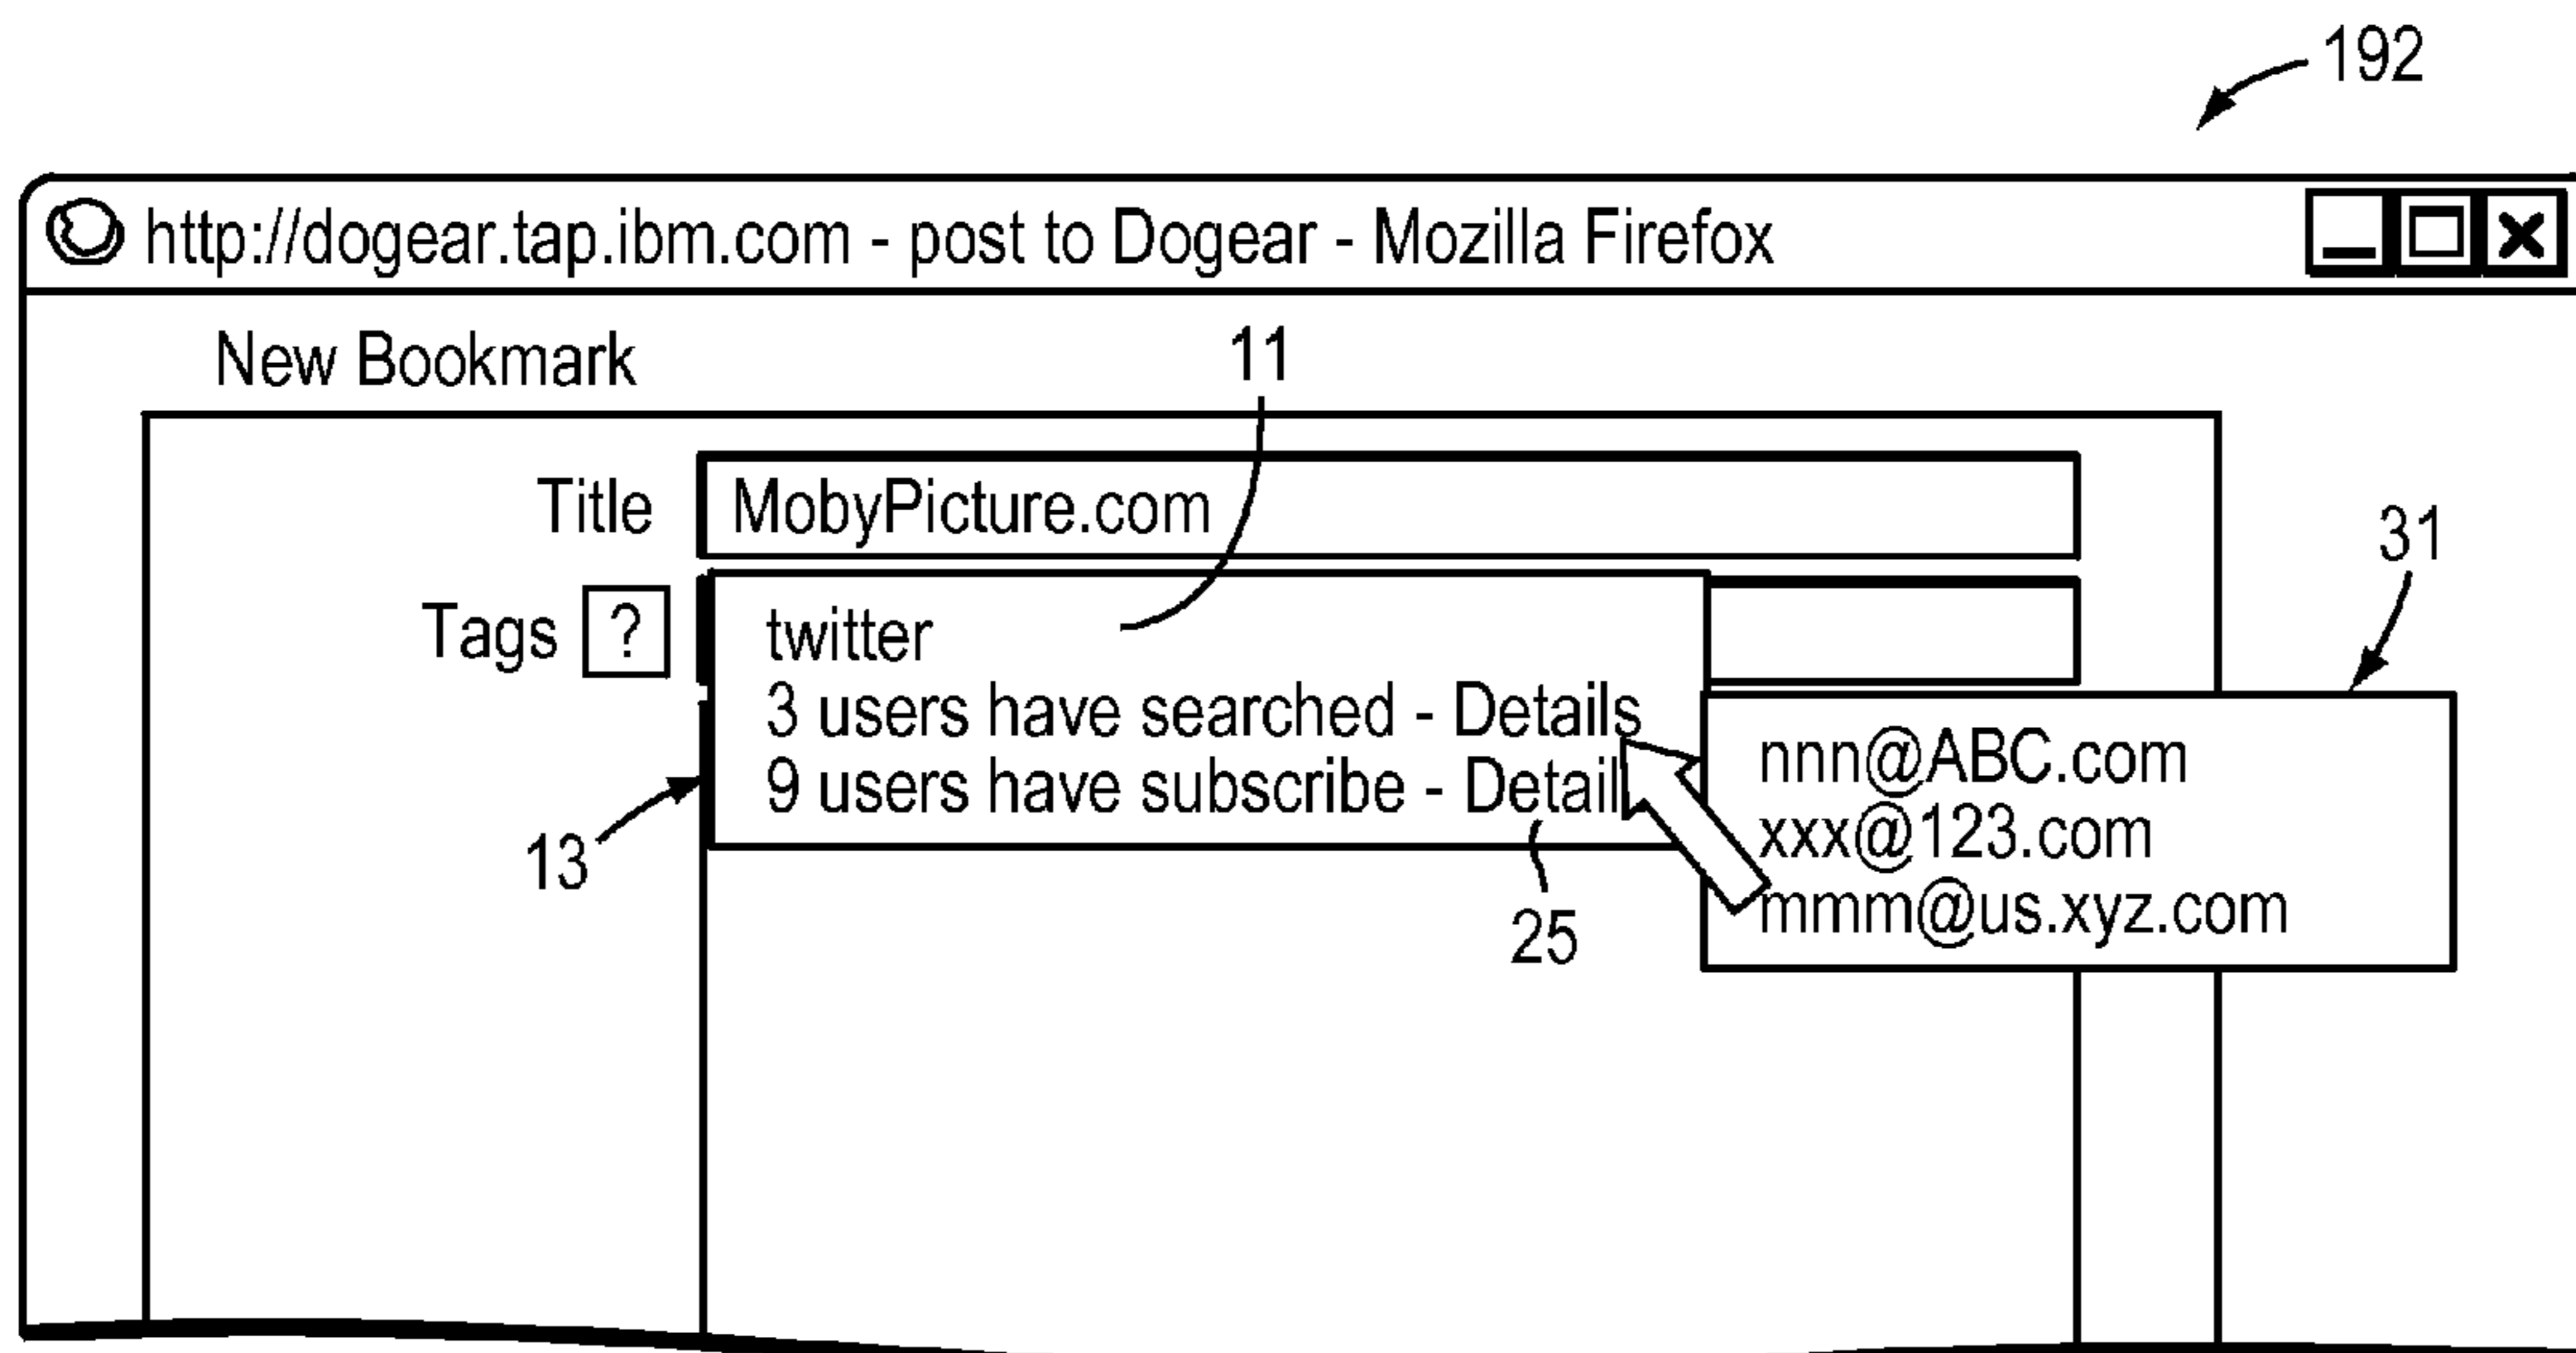 192
http://dogear.tap.ibm.com - post to Dogear - Mozilla Firefox
New Bookmark
11
Title MobyPicture.com
31
Tags ? twitter
3 users have searched - Details
9 users have subscribe - Detail
nnn@ABC.com
xxx@123.com
mmm@us.xyz.com
13
25